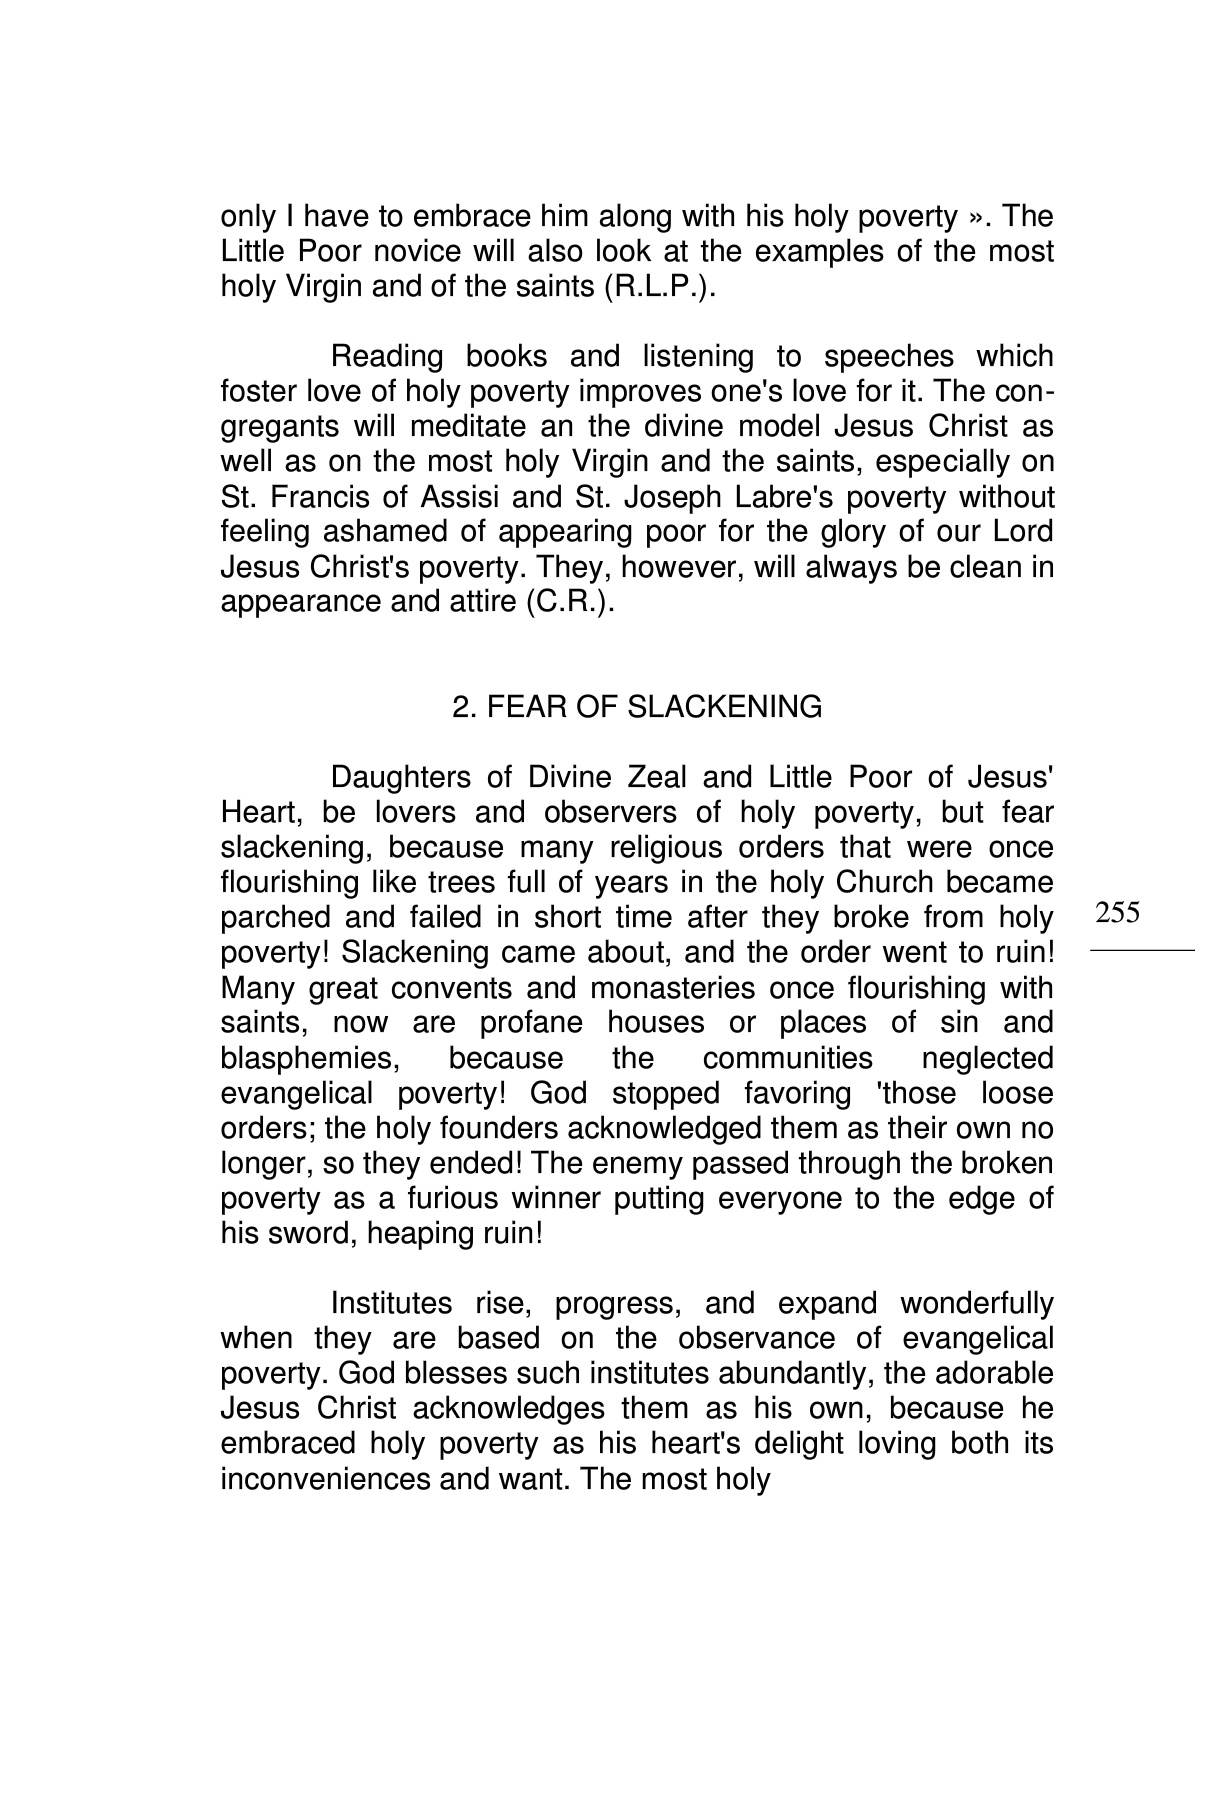 only I have to embrace him along with his holy poverty ». The
Little Poor novice will also look at the examples of the most
holy Virgin and of the saints (R.L.P.).
Reading books and listening to speeches which
foster love of holy poverty improves one's love for it. The con-
gregants will meditate an the divine model Jesus Christ as
well as on the most holy Virgin and the saints, especially on
St. Francis of Assisi and St. Joseph Labre's poverty without
feeling ashamed of appearing poor for the glory of our Lord
Jesus Christ's poverty. They, however, will always be clean in
appearance and attire (C.R.).
2. FEAR OF SLACKENING
Daughters of Divine Zeal and Little Poor of Jesus'
Heart, be lovers and observers of holy poverty, but fear
slackening, because many religious orders that were once
flourishing like trees full of years in the holy Church became
parched and failed in short time after they broke from holy
poverty! Slackening came about, and the order went to ruin!
Many great convents and monasteries once flourishing with
saints, now are profane houses or places of sin and
blasphemies, because the communities neglected
evangelical poverty! God stopped favoring 'those loose
orders; the holy founders acknowledged them as their own no
longer, so they ended! The enemy passed through the broken
poverty as a furious winner putting everyone to the edge of
his sword, heaping ruin!
Institutes rise, progress, and expand wonderfully
when they are based on the observance of evangelical
poverty. God blesses such institutes abundantly, the adorable
Jesus Christ acknowledges them as his own, because he
embraced holy poverty as his heart's delight loving both its
inconveniences and want. The most holy
255